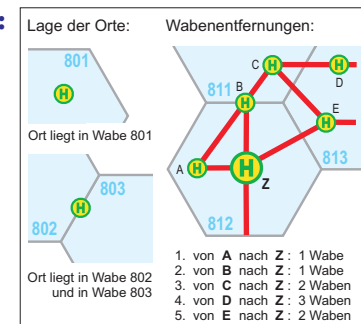 :
Lage der Orte:
801
H
Ort liegt in Wabe 801
803
H
802
Ort liegt in Wabe 802
und in Wabe 803
Wabenentfernungen:
C H H
D
811 B
H
E
H
813
A H H
Z
812
1. von A nach Z : 1 Wabe
2. von B nach Z : 1 Wabe
3. von C nach Z : 2 Waben
4. von D nach Z : 3 Waben
5. von E nach Z : 2 Waben